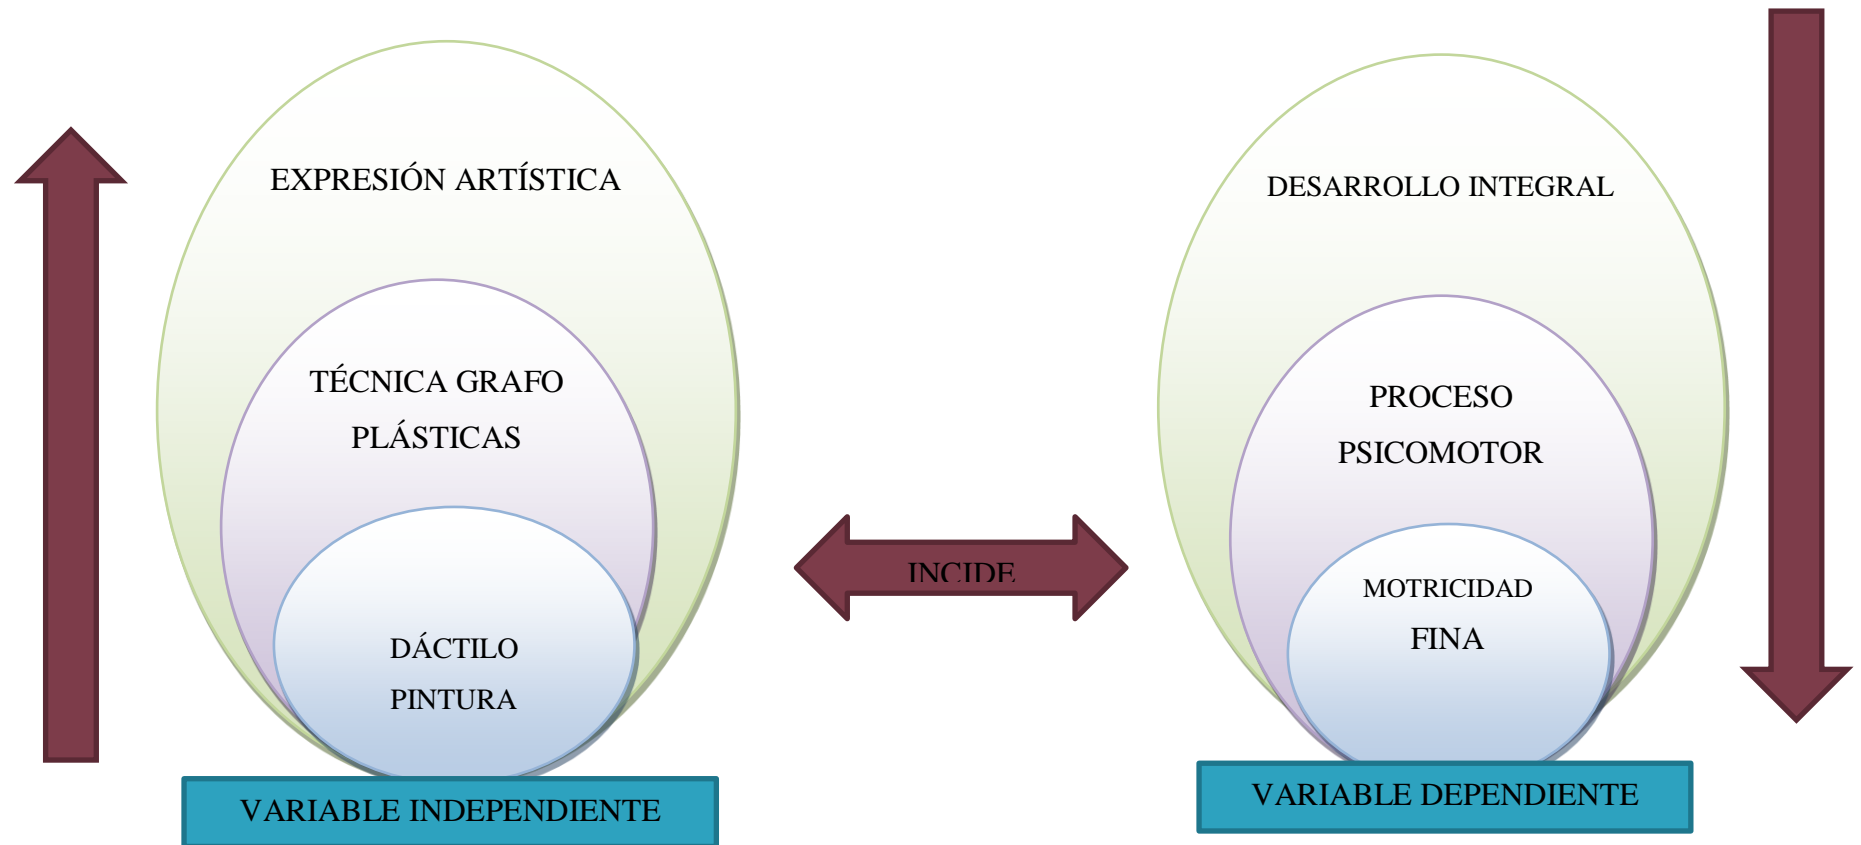 EXPRESIÓN ARTÍSTICA
TÉCNICA GRAFO
PLÁSTICAS
DÁCTILO
PINTURA
VARIABLE INDEPENDIENTE
INCIDE
DESARROLLO INTEGRAL
PROCESO
PSICOMOTOR
MOTRICIDAD
FINA
VARIABLE DEPENDIENTE